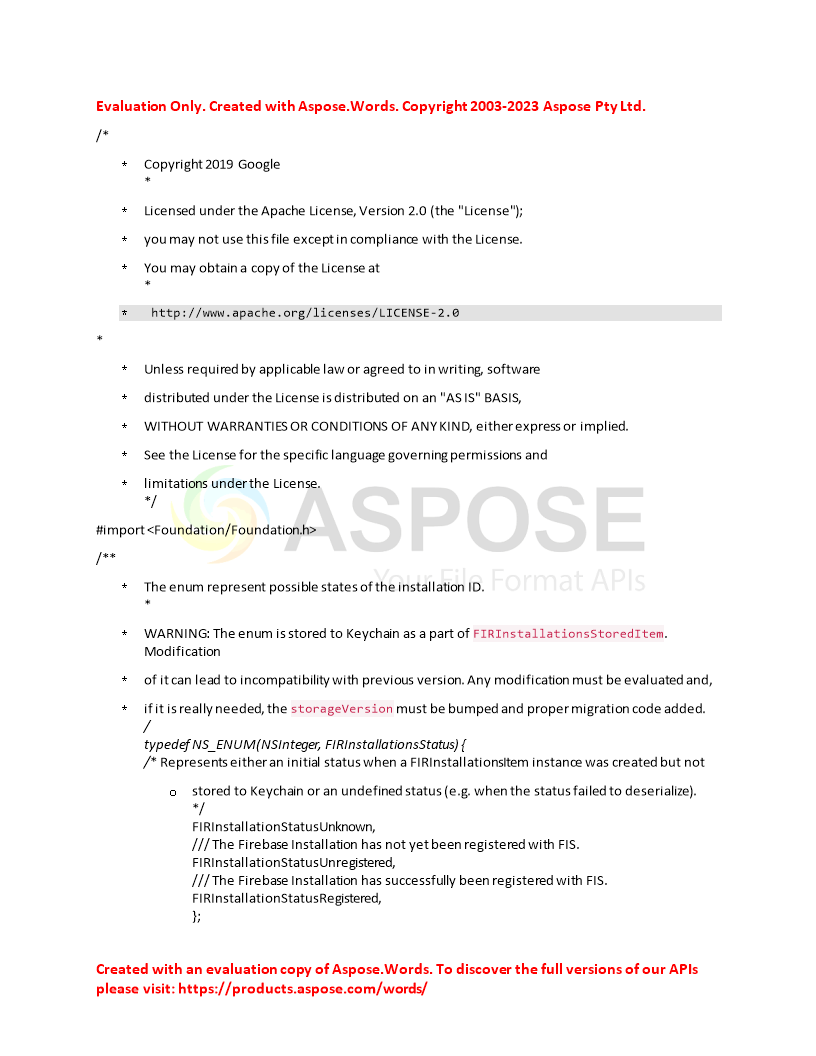 Evaluation Only. Created with Aspose.Words. Copyright 2003-2023 Aspose Pty Ltd.
/*
* Copyright 2019 Google
*
* Licensed under the Apache License, Version 2.0 (the "License");
* you may not use this file except in compliance with the License.
* You may obtain a copy of the License at
*
* http://www.apache.org/licenses/LICENSE-2.0
*
* Unless required by applicable law or agreed to in writing, software
* distributed under the License is distributed on an "AS IS" BASIS,
* WITHOUT WARRANTIES OR CONDITIONS OF ANY KIND, either express or implied.
* See the License for the specific language governing permissions and
* limitations under the License.
*/
ASPOSE
#import <Foundation/Foundation.h>
/**
Your File Format APIs
* The enum represent possible states of the installation ID.
*
* WARNING: The enum is stored to Keychain as a part of FIRInstallationsStoredItem.
Modification
* of it can lead to incompatibility with previous version. Any modification must be evaluated and,
* if it is really needed, the storageVersion must be bumped and proper migration code added.
/
typedef NS_ENUM(NSInteger, FIRInstallationsStatus) {
/* Represents either an initial status when a FIRInstallationsItem instance was created but not
o stored to Keychain or an undefined status (e.g. when the status failed to deserialize).
*/
FIRInstallationStatusUnknown,
/// The Firebase Installation has not yet been registered with FIS.
FIRInstallationStatusUnregistered,
/// The Firebase Installation has successfully been registered with FIS.
FIRInstallationStatusRegistered,
};
Created with an evaluation copy of Aspose.Words. To discover the full versions of our APIs
please visit: https://products.aspose.com/words/